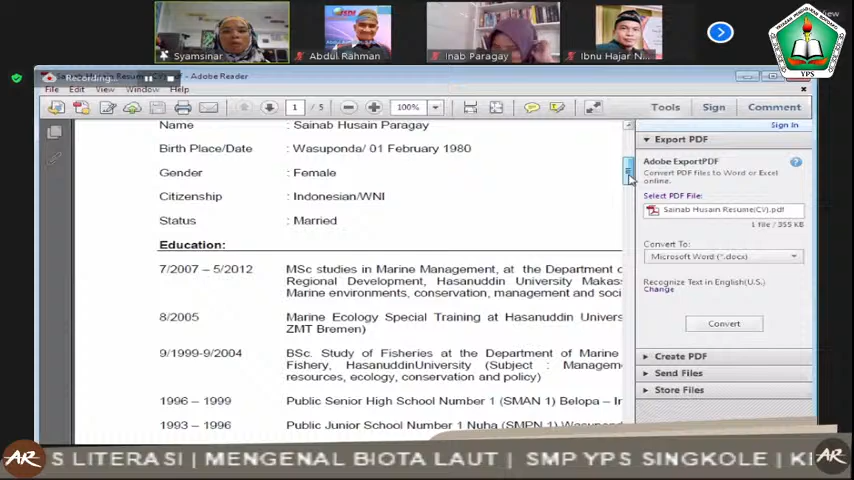 Syamsinar
Abdul Rahman
Inab Paragay
Ibnu Hajar N...
View
YPS
Recording...
Resume(CV).pdf - Adobe Reader
File Edit View Window Help
1 / 5
100%
Tools Sign Comment
Sign In
Name : Sainab Husain Paragay
Birth Place/Date : Wasuponda/ 01 February 1980
Gender : Female
Citizenship : Indonesian/WNI
Status : Married
Education:
7/2007 – 5/2012 MSc studies in Marine Management, at the Department
Regional Development, Hasanuddin University Makas
Marine environments, conservation, management and soci
8/2005 Marine Ecology Special Training at Hasanuddin Univers
ZMT Bremen)
9/1999-9/2004 BSc. Study of Fisheries at the Department of Marine
Fishery, HasanuddinUniversity (Subject : Manageme
resources, ecology, conservation and policy)
1996 – 1999 Public Senior High School Number 1 (SMAN 1) Belopa –
1993 – 1996 Public Junior School Number 1 Nuha (SMPN 1)
Export PDF
Adobe ExportPDF
Convert PDF files to Word or Excel
online.
Select PDF File:
Sainab Husain Resume(CV).pdf
1 file / 355 KB
Convert To:
Microsoft Word (*.docx)
Recognize Text in English(U.S.)
Change
Convert
Create PDF
Send Files
Store Files
AR S LITERASI | MENGENAL BIOTA LAUT | SMP YPS SINGKOLE | AR